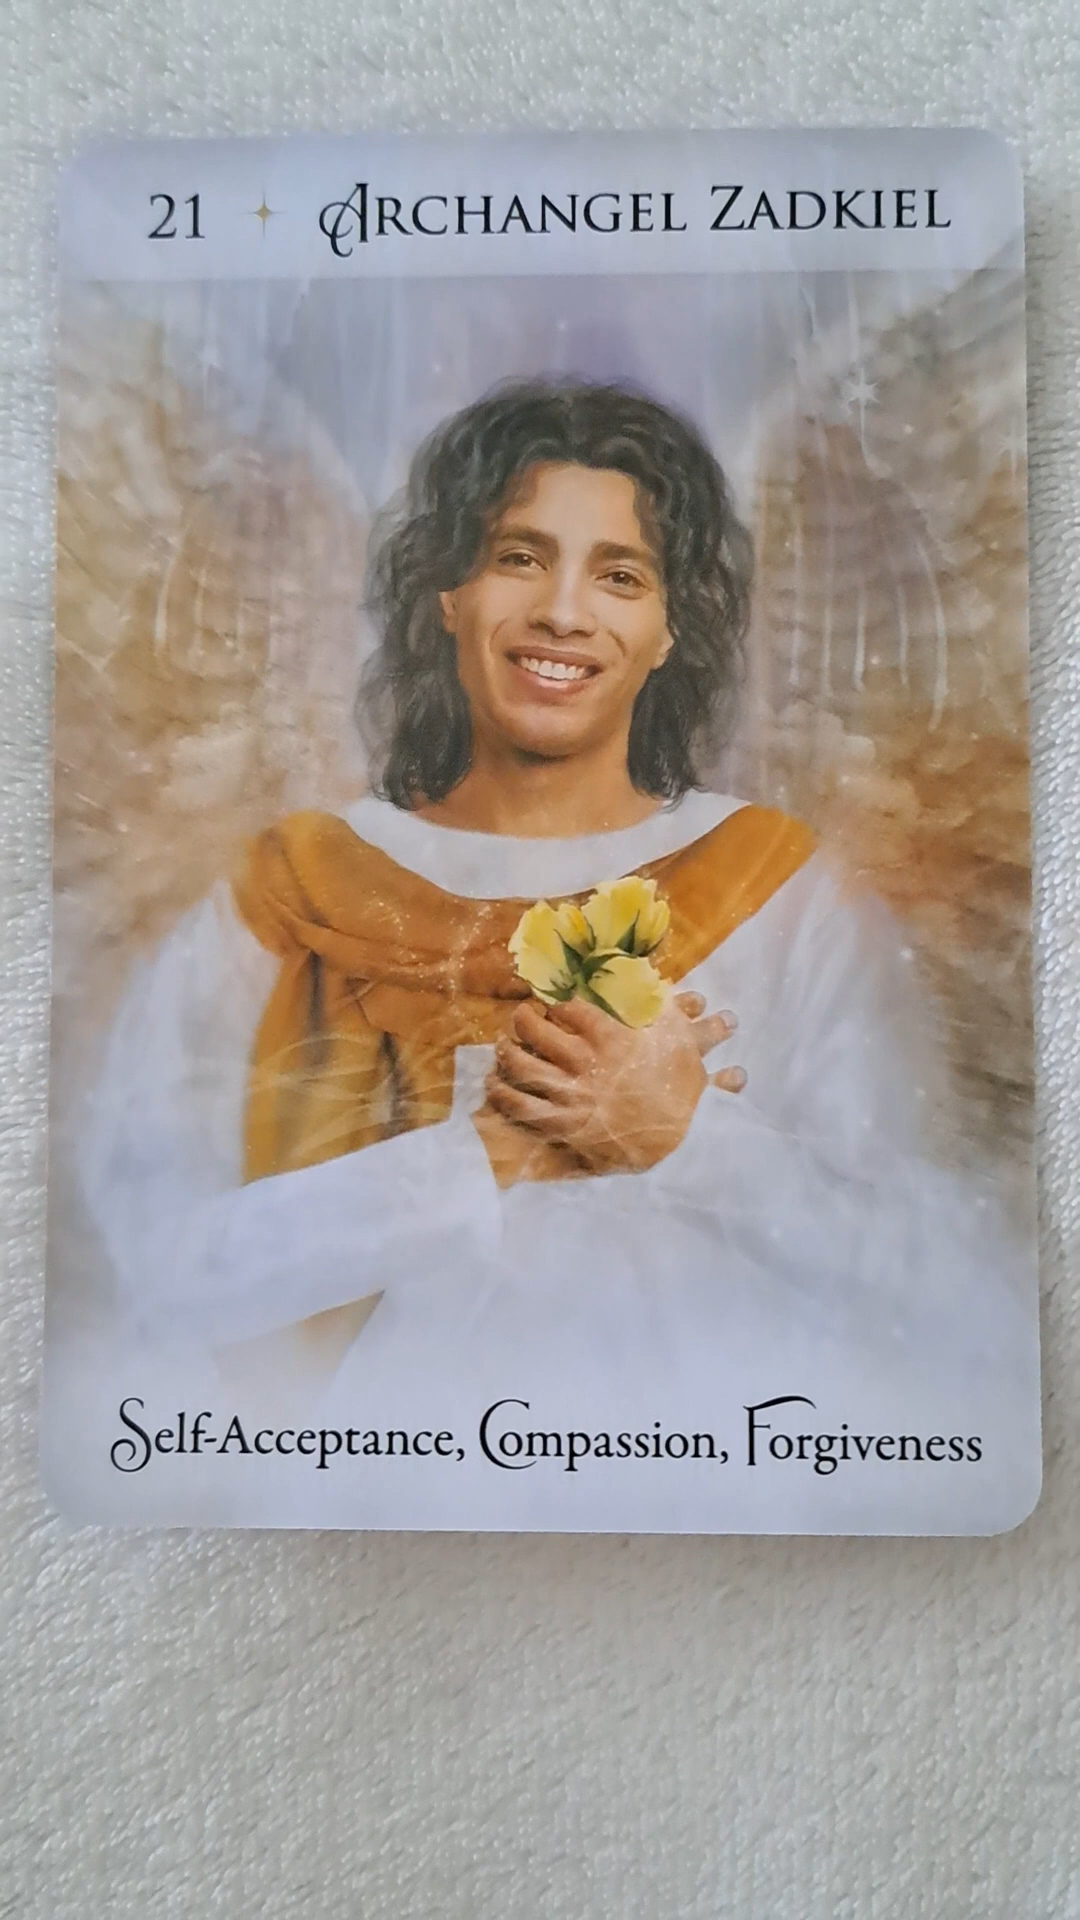 21 ✦ Archangel Zadkiel
Self-Acceptance, Compassion, Forgiveness